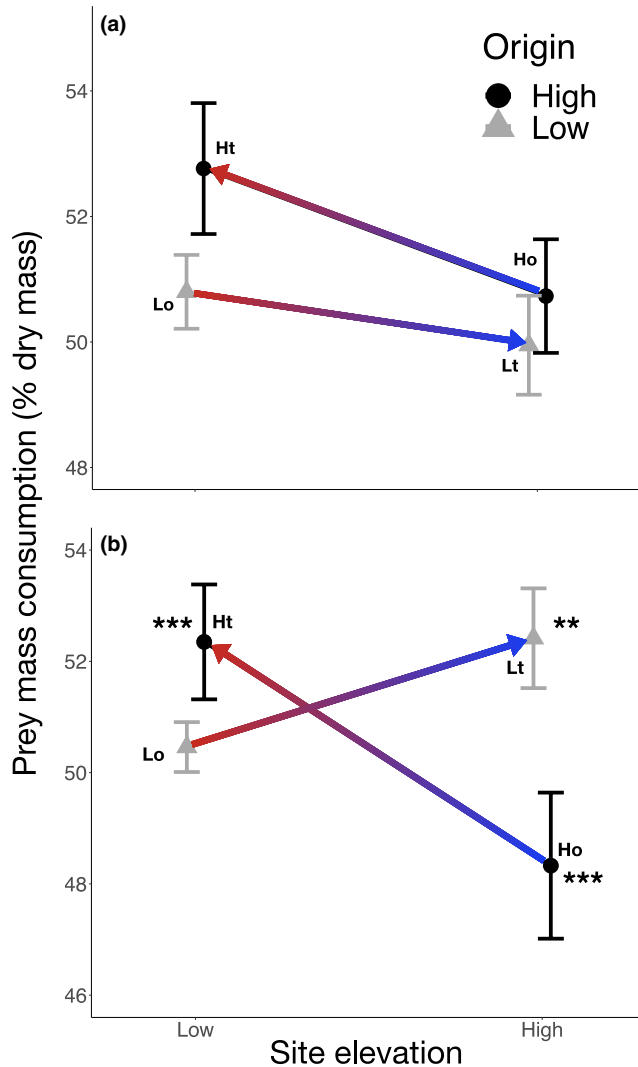 (a)
Origin
High
Low
54
52
50
48
Ht
Ho
Lo
Lt
Prey mass consumption (% dry mass)
(b)
54
52
50
48
46
***
Ht
**
Lt
Lo
Ho
***
Low
High
Site elevation